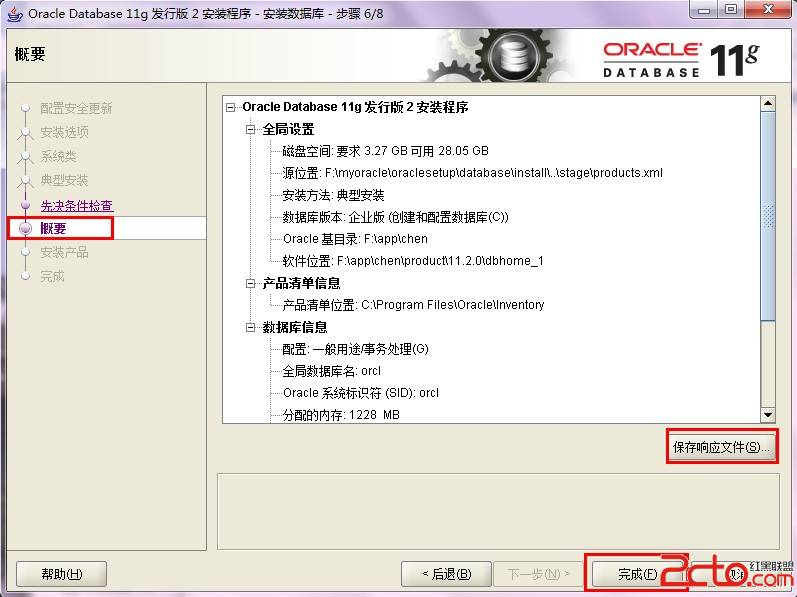 Oracle Database 11g 发行版 2 安装程序 - 安装数据库 - 步骤 6/8
概要
ORACLE DATABASE 11g
配置安全更新
安装选项
系统类
典型安装
先决条件检查
概要
安装产品
完成
Oracle Database 11g 发行版 2 安装程序
全局设置
磁盘空间: 要求 3.27 GB 可用 28.05 GB
源位置: F:\myoracle\oraclesetup\database\install\..\stage\products.xml
安装方法: 典型安装
数据库版本: 企业版 (创建和配置数据库(C))
Oracle 基目录: F:\app\chen
软件位置: F:\app\chen\product\11.2.0\dbhome_1
产品清单信息
产品清单位置: C:\Program Files\Oracle\Inventory
数据库信息
配置: 一般用途/事务处理(G)
全局数据库名: orcl
Oracle 系统标识符 (SID): orcl
分配的内存: 1228 MB
保存响应文件(S)...
帮助(H)
< 后退(B)
下一步(N) >
完成(F)
2cto.com
红黑联盟